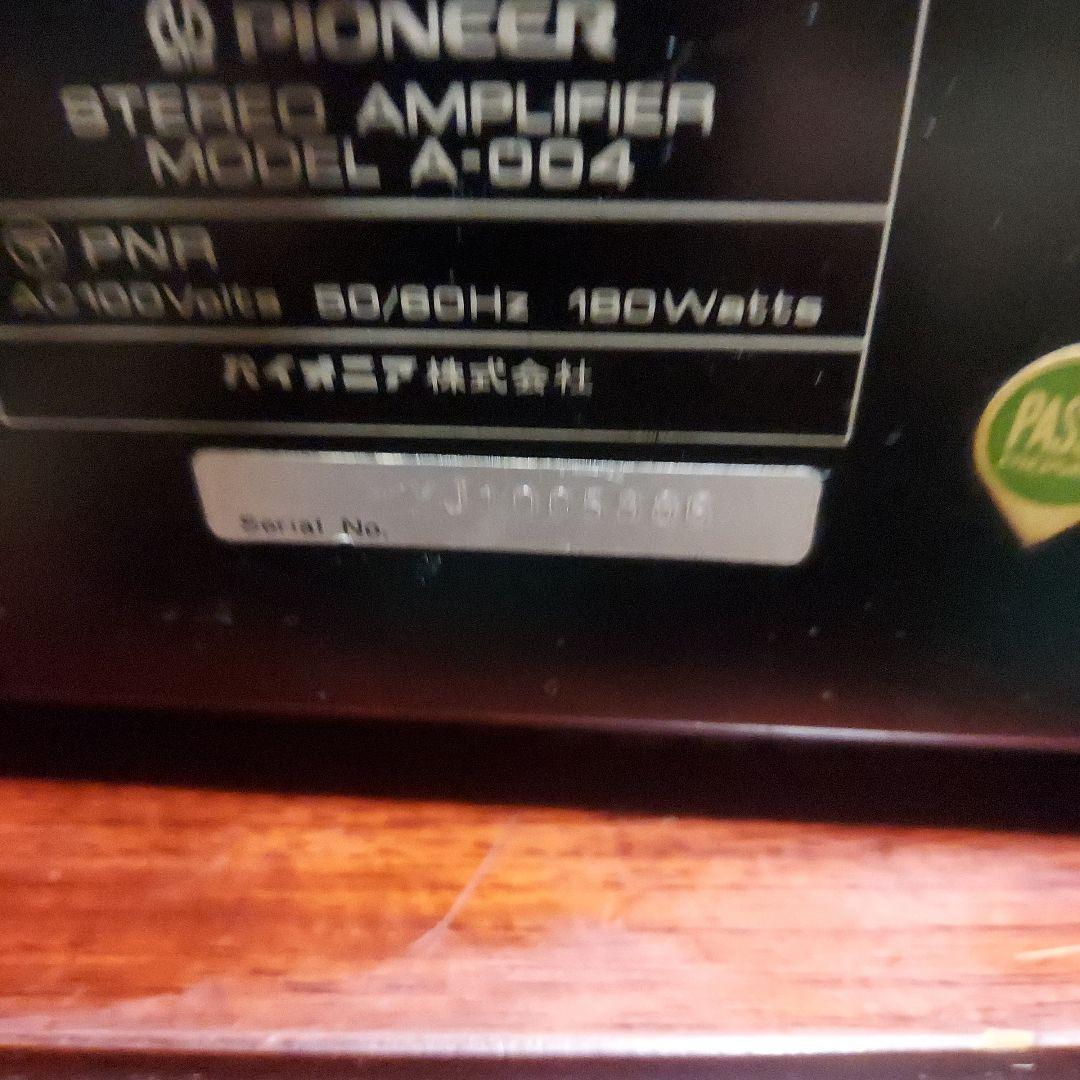 PIONEER
STEREO AMPLIFIER
MODEL A-004
PNR
AC100Volts 50/60Hz 180Watts
パイオニア株式会社
Serial No.
PASS